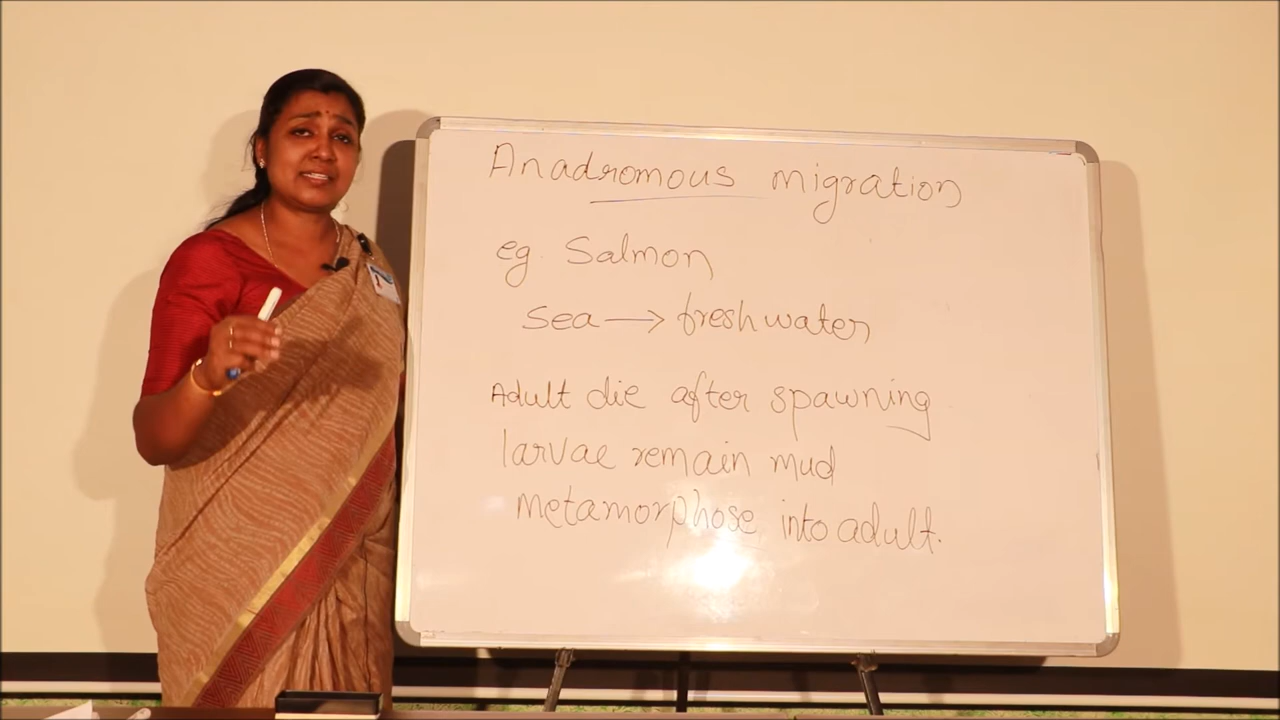 Anadromous migration
eg. Salmon
sea → freshwater
Adult die after spawning
larvae remain mud
metamorphose into adult.